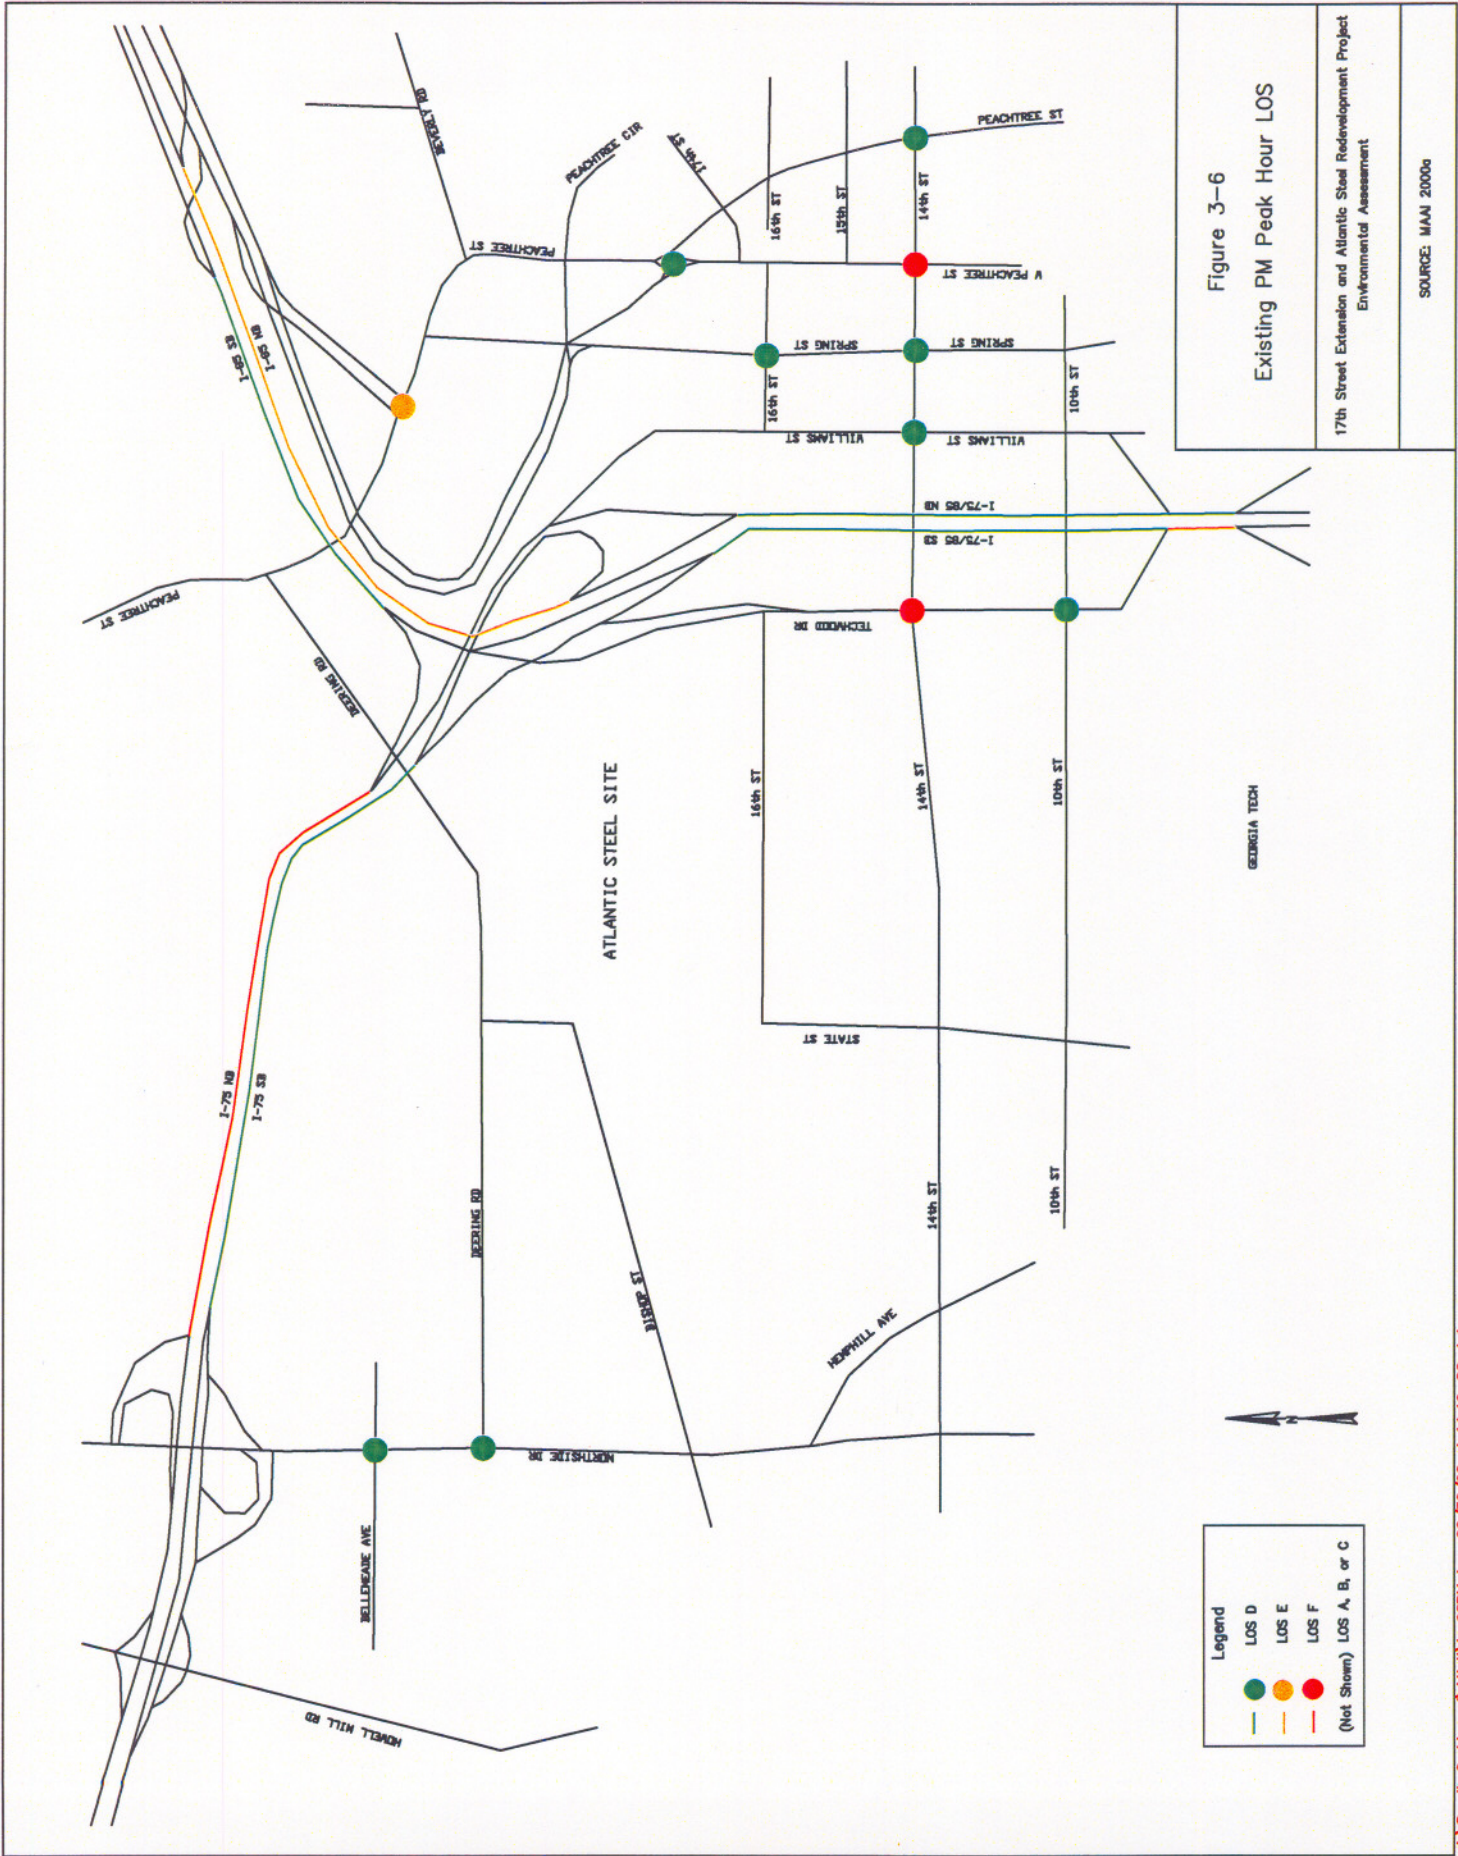 Figure 3-6
Existing PM Peak Hour LOS
17th Street Extension and Atlantic Steel Redevelopment Project
Environmental Assessment
SOURCE: MAAI 2000a
Legend
LOS D
LOS E
LOS F
(Not Shown) LOS A, B, or C
N
HOWELL MILL RD
BELLEMEADE AVE
NORTHSIDE DR
DEERING RD
BISHOP ST
HEMPHILL AVE
14th ST
10th ST
I-75 NB
I-75 SB
STATE ST
ATLANTIC STEEL SITE
GEORGIA TECH
16th ST
14th ST
10th ST
DEERING RD
PEACHTREE ST
TECHWOOD DR
I-75/85 SB
I-75/85 NB
WILLIAMS ST
WILLIAMS ST
16th ST
10th ST
SPRING ST
SPRING ST
I-85 SB
I-85 NB
PEACHTREE ST
W PEACHTREE ST
16th ST
15th ST
14th ST
17th ST
PEACHTREE CIR
BEVERLY RD
PEACHTREE ST